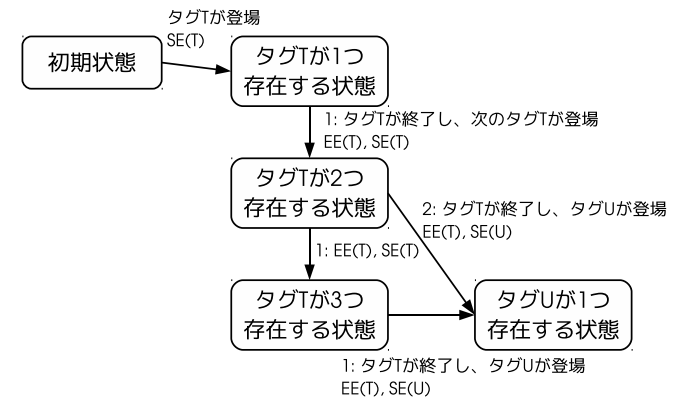 タグTが登場
SE(T)
初期状態
タグTが1つ
存在する状態
1: タグTが終了し、次のタグTが登場
EE(T), SE(T)
タグTが2つ
存在する状態
2: タグTが終了し、タグUが登場
EE(T), SE(U)
1: EE(T), SE(T)
タグTが3つ
存在する状態
タグUが1つ
存在する状態
1: タグTが終了し、タグUが登場
EE(T), SE(U)